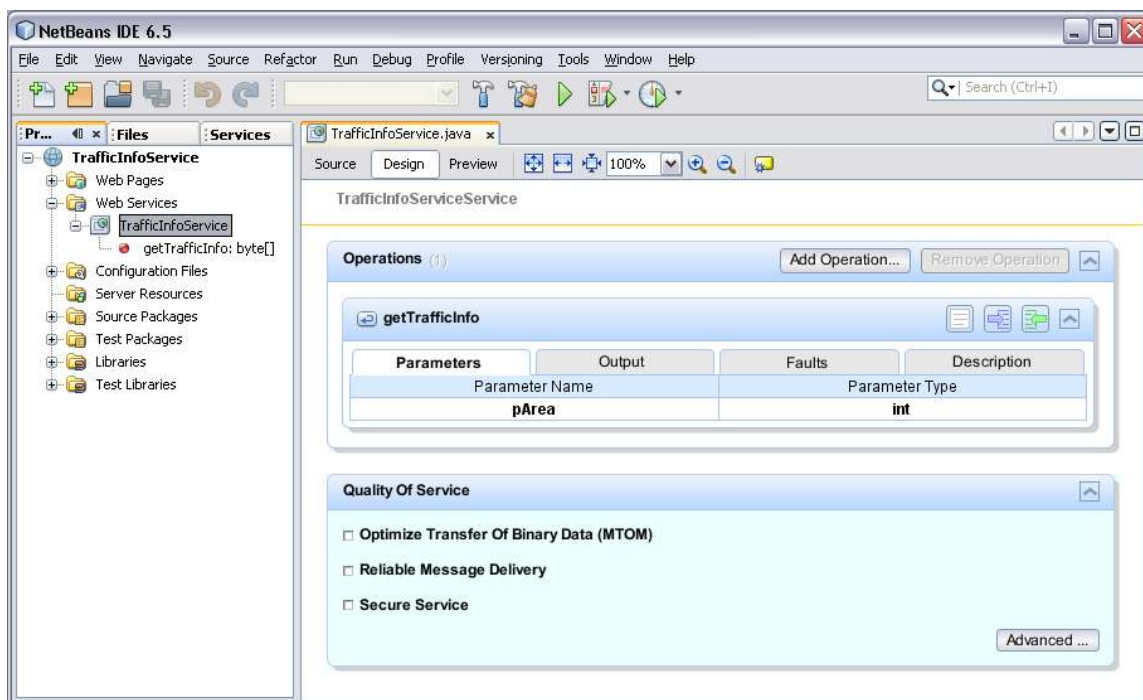 NetBeans IDE 6.5
File Edit View Navigate Source Refactor Run Debug Profile Versioning Tools Window Help
Search (Ctrl+I)
Pr... Files Services
TrafficInfoService.java
Source Design Preview 100%
TrafficInfoService
Web Pages
Web Services
TrafficInfoService
getTrafficInfo: byte[]
Configuration Files
Server Resources
Source Packages
Test Packages
Libraries
Test Libraries
TrafficInfoServiceService
Operations (1) Add Operation... Remove Operation
getTrafficInfo
Parameters Output Faults Description
Parameter Name Parameter Type
pArea int
Quality Of Service
Optimize Transfer Of Binary Data (MTOM)
Reliable Message Delivery
Secure Service
Advanced ...